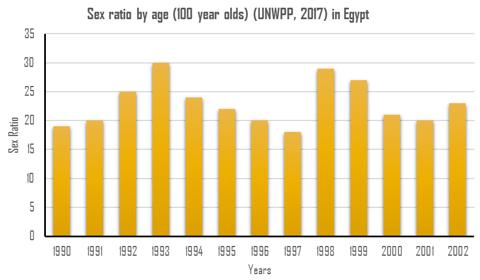 Sex ratio by age (100 year olds) (UNWPP, 2017) in Egypt
35
30
25
20
15
10
5
0
Sex Ratio
1990 1991 1992 1993 1994 1995 1996 1997 1998 1999 2000 2001 2002
Years